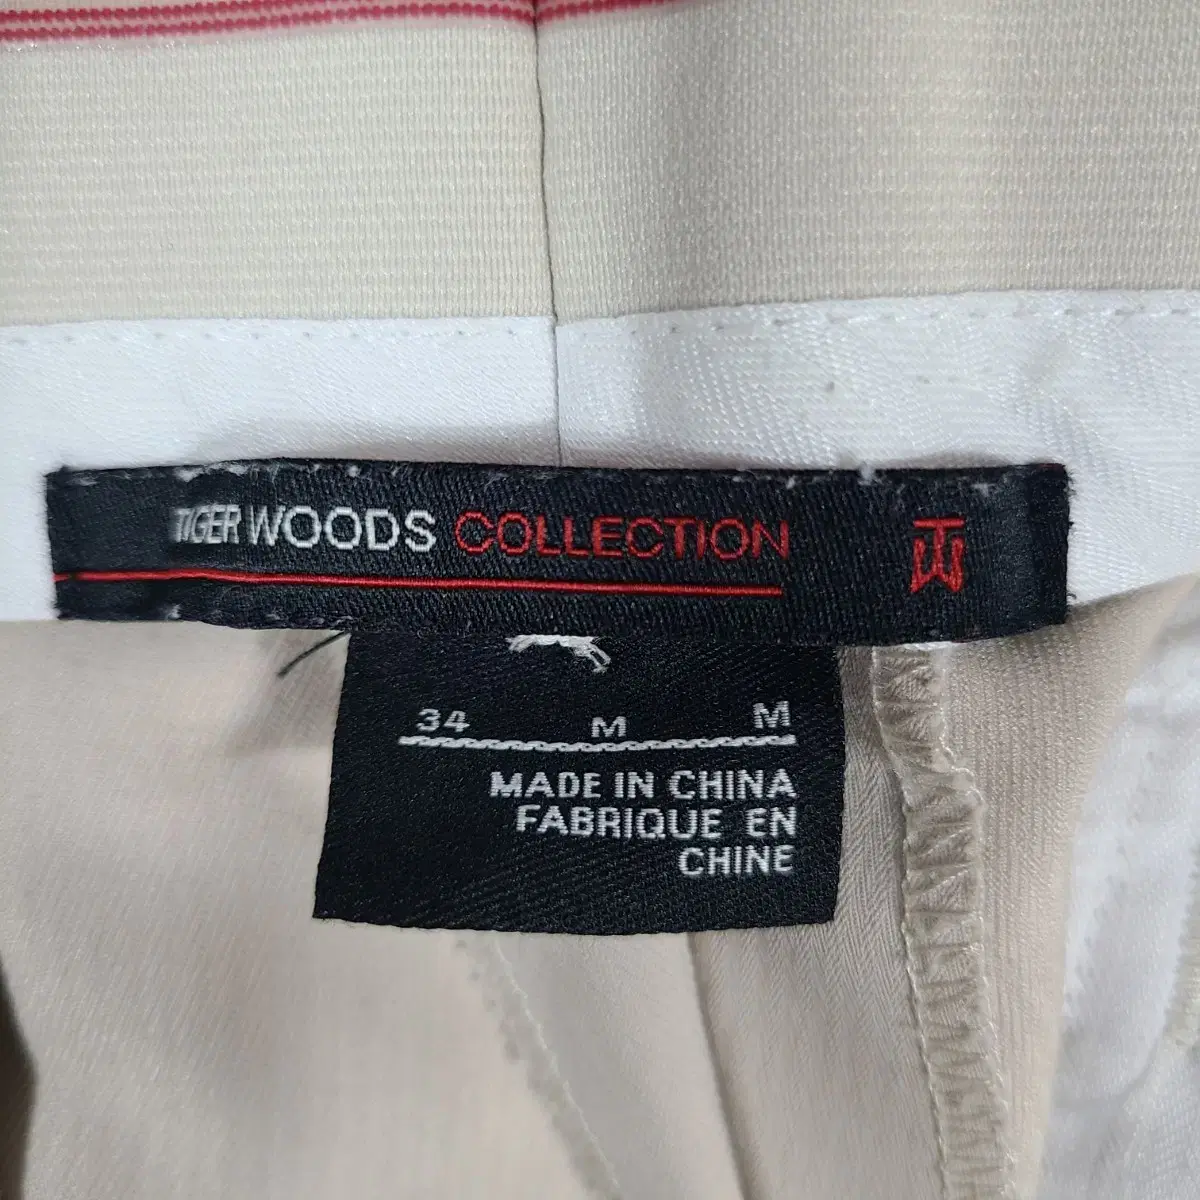 TIGER WOODS COLLECTION TW
34 M M
MADE IN CHINA
FABRIQUE EN
CHINE